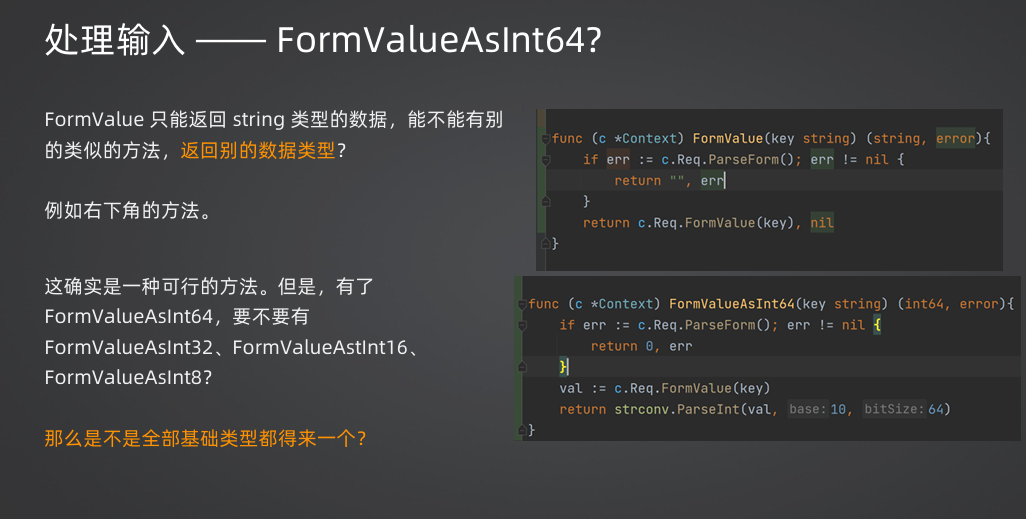 处理输入 —— FormValueAsInt64?
FormValue 只能返回 string 类型的数据，能不能有别
的类似的方法，返回别的数据类型？
例如右下角的方法。
这确实是一种可行的方法。但是，有了
FormValueAsInt64，要不要有
FormValueAsInt32、FormValueAstInt16、
FormValueAsInt8？
那么是不是全部基础类型都得来一个？
func (c *Context) FormValue(key string) (string, error){
if err := c.Req.ParseForm(); err != nil {
return "", err
}
return c.Req.FormValue(key), nil
}
func (c *Context) FormValueAsInt64(key string) (int64, error){
if err := c.Req.ParseForm(); err != nil {
return 0, err
}
val := c.Req.FormValue(key)
return strconv.ParseInt(val, base: 10, bitSize: 64)
}